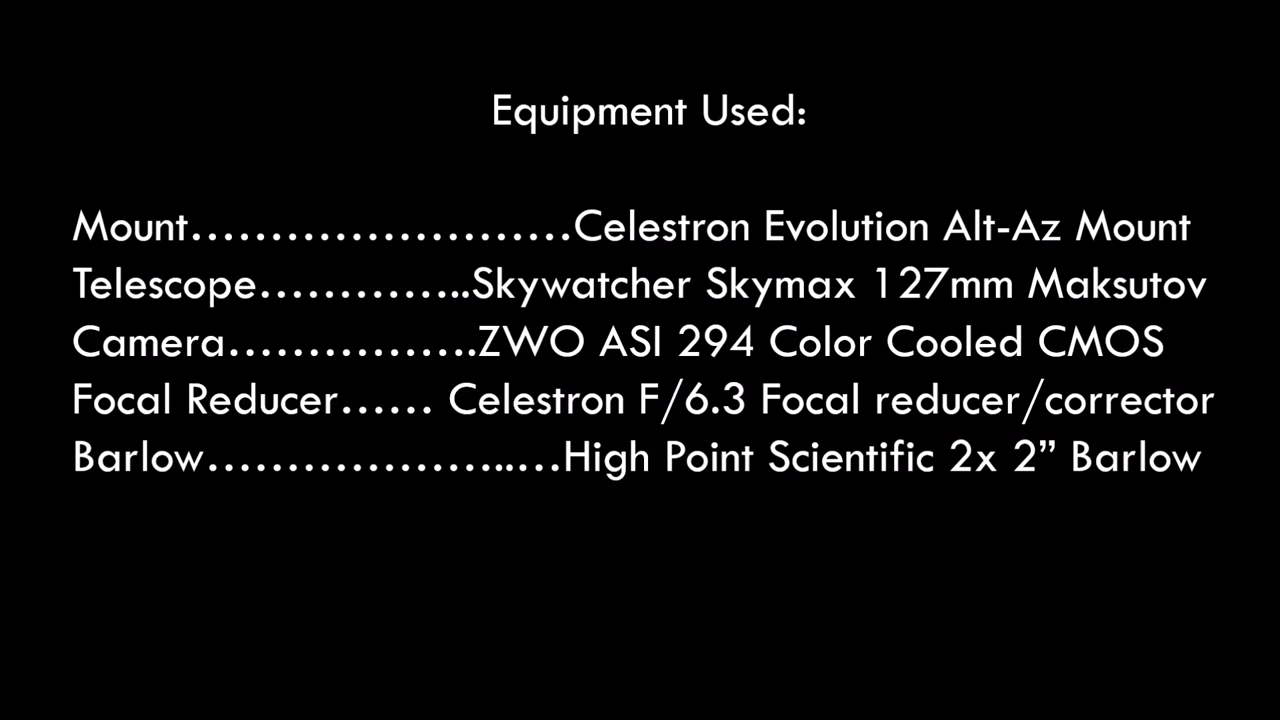 Equipment Used:
Mount……………………Celestron Evolution Alt-Az Mount
Telescope…………..Skywatcher Skymax 127mm Maksutov
Camera…………….ZWO ASI 294 Color Cooled CMOS
Focal Reducer…… Celestron F/6.3 Focal reducer/corrector
Barlow………………..…High Point Scientific 2x 2” Barlow